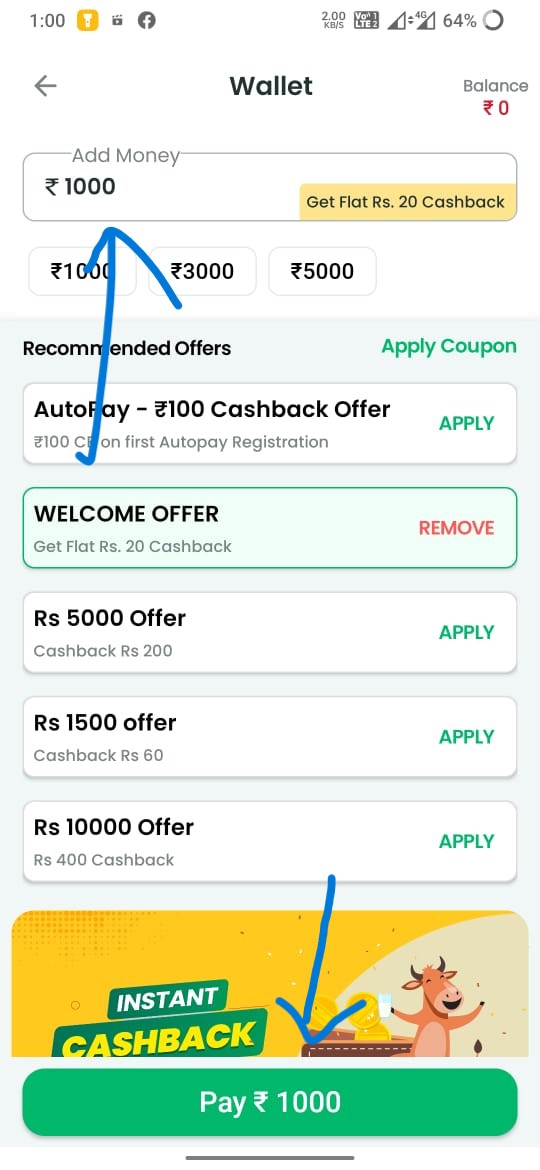 1:00
2.00 KB/S Vo 1 LTE 2 4G 64%
Wallet
Balance
₹ 0
Add Money
₹ 1000
Get Flat Rs. 20 Cashback
₹1000 ₹3000 ₹5000
Recommended Offers Apply Coupon
AutoPay - ₹100 Cashback Offer
₹100 CB on first Autopay Registration
APPLY
WELCOME OFFER
Get Flat Rs. 20 Cashback
REMOVE
Rs 5000 Offer
Cashback Rs 200
APPLY
Rs 1500 offer
Cashback Rs 60
APPLY
Rs 10000 Offer
Rs 400 Cashback
APPLY
INSTANT
CASHBACK
Pay ₹ 1000